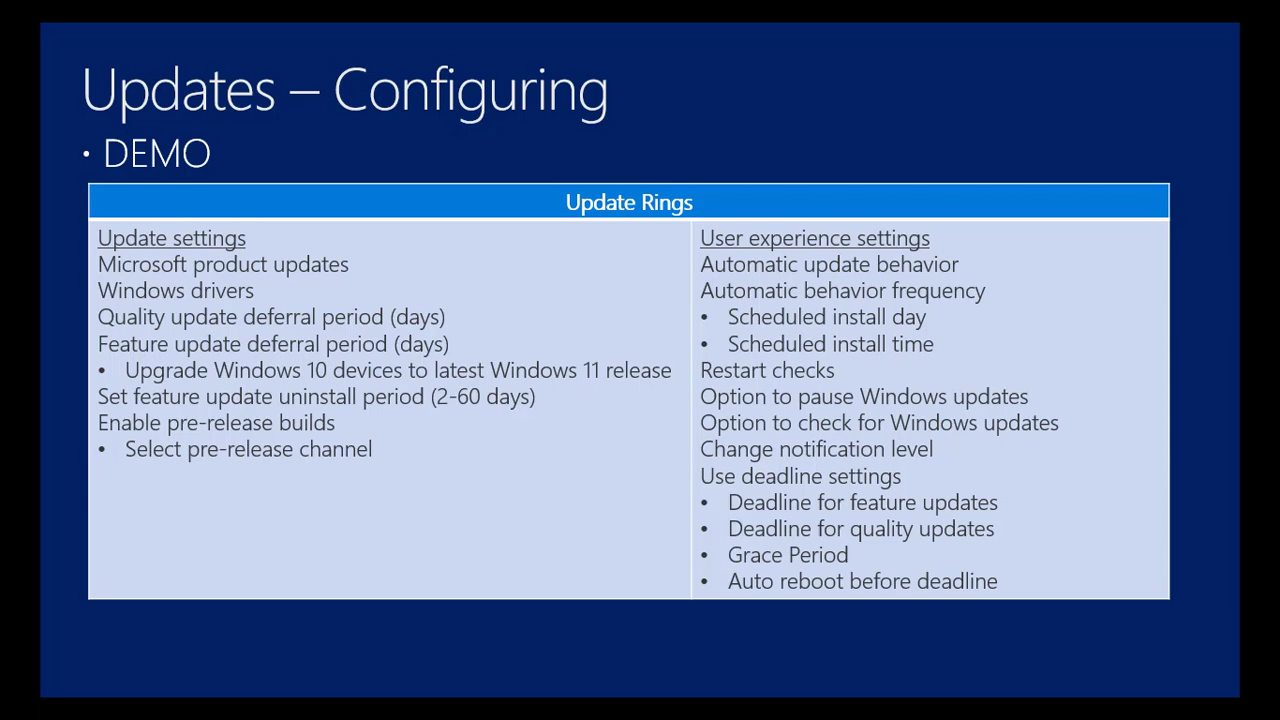 Updates – Configuring
• DEMO
Update Rings
Update settings
Microsoft product updates
Windows drivers
Quality update deferral period (days)
Feature update deferral period (days)
• Upgrade Windows 10 devices to latest Windows 11 release
Set feature update uninstall period (2-60 days)
Enable pre-release builds
• Select pre-release channel
User experience settings
Automatic update behavior
Automatic behavior frequency
• Scheduled install day
• Scheduled install time
Restart checks
Option to pause Windows updates
Option to check for Windows updates
Change notification level
Use deadline settings
• Deadline for feature updates
• Deadline for quality updates
• Grace Period
• Auto reboot before deadline